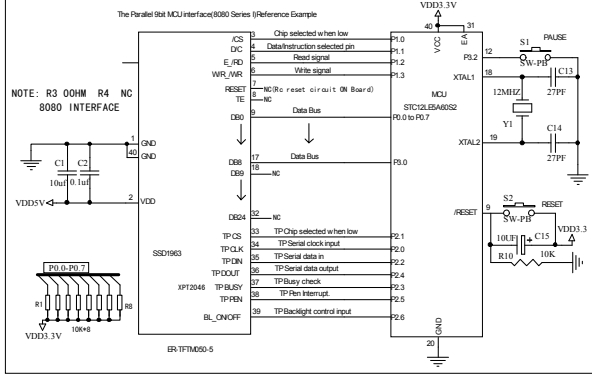 The Parallel 9bit MCU interface(8080 Series I)Reference Example
VDD3.3V
40 31
VCC
EA
/CS 3 Chip selected when low P1.0
D/C 4 Data/Instruction selected pin P1.1
E_/RD 5 Read signal P1.2
WR_/WR 6 Write signal P1.3
RESET 7 NC(Rc reset circuit ON Board)
TE 8 NC
DB0 9 Data Bus P0.0 to P0.7
DB8 17 Data Bus P3.0
DB9 18 NC
DB24 32 NC
TP CS 33 TP Chip selected when low P2.1
TP CLK 34 TP Serial clock input P2.0
TP DIN 35 TP Serial data in P2.2
TP DOUT 36 TP Serial data output P2.4
TP BUSY 37 TP Busy check P2.3
TP PEN 38 TP Pen Interrupt. P2.5
BL_ON/OFF 39 TP Backlight control input P2.6
NOTE: R3 0OHM R4 NC
8080 INTERFACE
1 GND
40 GND
C1 C2
10uf 0.1uf
VDD5V 2 VDD
SSD1963
XPT2046
ER-TFTM050-5
P0.0-P0.7
R1 R8
10K*8
VDD3.3V
MCU
STC12LE5A60S2
P3.2 12 S1 PAUSE
SW-PB
XTAL1 18 C13
12MHZ 27PF
Y1
XTAL2 19 C14
27PF
/RESET 9 S2 RESET
SW-PB
VDD3.3
10UF + C15
R10 10K
GND
20